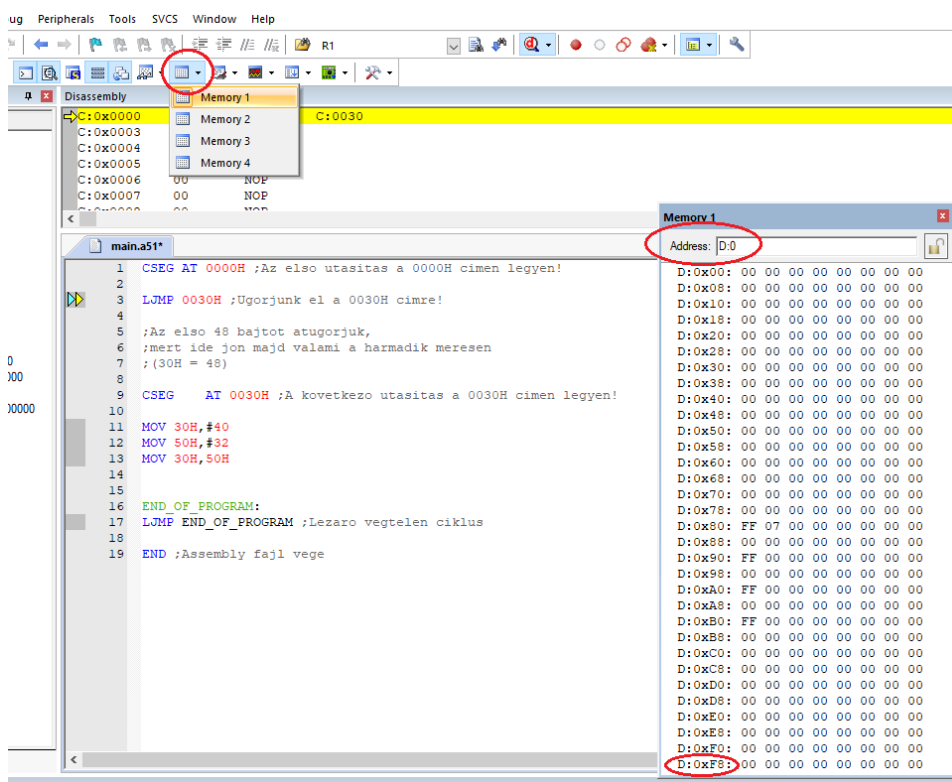 ug Peripherals Tools SVCS Window Help
R1
Disassembly
C:0x0000 C:0030
C:0x0003
C:0x0004
C:0x0005
C:0x0006 00 NOP
C:0x0007 00 NOP
Memory 1
Memory 2
Memory 3
Memory 4
main.a51*
1 CSEG AT 0000H ;Az elso utasitas a 0000H cimen legyen!
2
3 LJMP 0030H ;Ugorjunk el a 0030H cimre!
4
5 ;Az elso 48 bajtot atugorjuk,
6 ;mert ide jon majd valami a harmadik meresen
7 ;(30H = 48)
8
9 CSEG AT 0030H ;A kovetkezo utasitas a 0030H cimen legyen!
10
11 MOV 30H,#40
12 MOV 50H,#32
13 MOV 30H,50H
14
15
16 END_OF_PROGRAM:
17 LJMP END_OF_PROGRAM ;Lezaro vegtelen ciklus
18
19 END ;Assembly fajl vege
Memory 1
Address: D:0
D:0x00: 00 00 00 00 00 00 00 00
D:0x08: 00 00 00 00 00 00 00 00
D:0x10: 00 00 00 00 00 00 00 00
D:0x18: 00 00 00 00 00 00 00 00
D:0x20: 00 00 00 00 00 00 00 00
D:0x28: 00 00 00 00 00 00 00 00
D:0x30: 00 00 00 00 00 00 00 00
D:0x38: 00 00 00 00 00 00 00 00
D:0x40: 00 00 00 00 00 00 00 00
D:0x48: 00 00 00 00 00 00 00 00
D:0x50: 00 00 00 00 00 00 00 00
D:0x58: 00 00 00 00 00 00 00 00
D:0x60: 00 00 00 00 00 00 00 00
D:0x68: 00 00 00 00 00 00 00 00
D:0x70: 00 00 00 00 00 00 00 00
D:0x78: 00 00 00 00 00 00 00 00
D:0x80: FF 07 00 00 00 00 00 00
D:0x88: 00 00 00 00 00 00 00 00
D:0x90: FF 00 00 00 00 00 00 00
D:0x98: 00 00 00 00 00 00 00 00
D:0xA0: FF 00 00 00 00 00 00 00
D:0xA8: 00 00 00 00 00 00 00 00
D:0xB0: FF 00 00 00 00 00 00 00
D:0xB8: 00 00 00 00 00 00 00 00
D:0xC0: 00 00 00 00 00 00 00 00
D:0xC8: 00 00 00 00 00 00 00 00
D:0xD0: 00 00 00 00 00 00 00 00
D:0xD8: 00 00 00 00 00 00 00 00
D:0xE0: 00 00 00 00 00 00 00 00
D:0xE8: 00 00 00 00 00 00 00 00
D:0xF0: 00 00 00 00 00 00 00 00
D:0xF8: 00 00 00 00 00 00 00 00